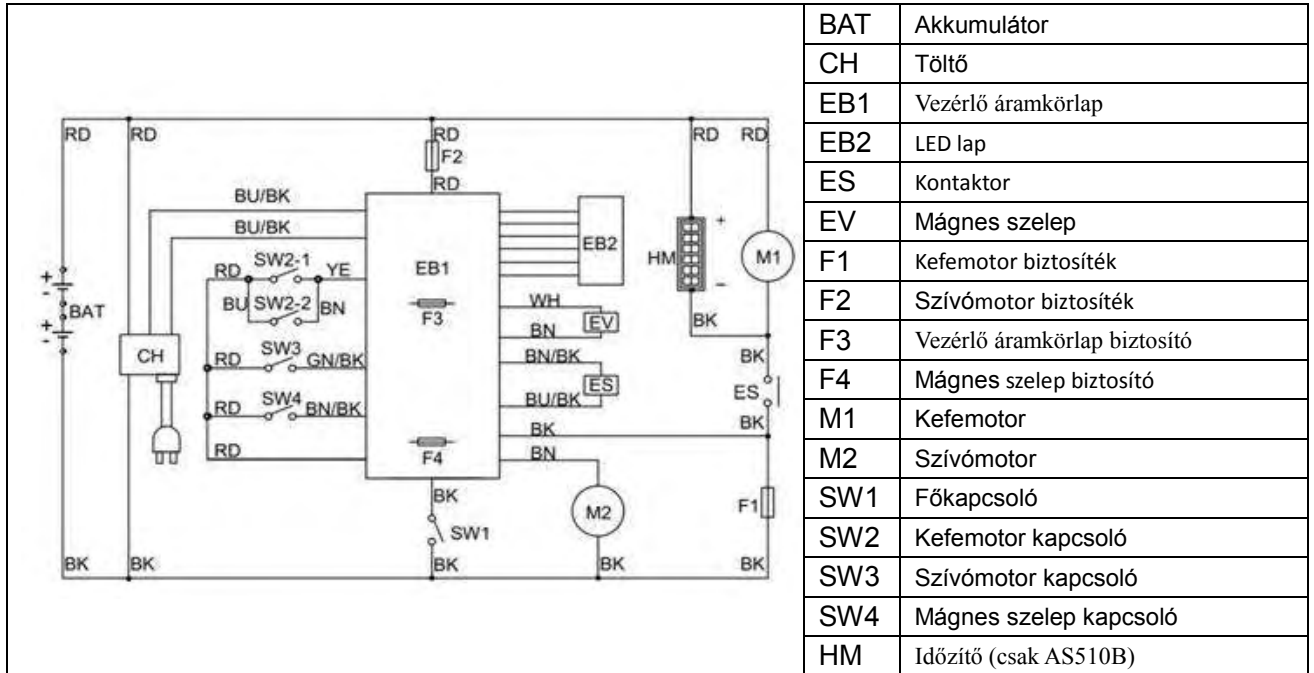 RD RD RD RD RD
F2
RD
BU/BK
BU/BK
SW2-1
RD YE
BU SW2-2 BN
EB1
EB2
HM
+
-
M1
F3
WH
EV
BN
BK
+
-
BAT
+
-
CH
RD SW3 GN/BK
BN/BK
ES
BK
ES
RD SW4 BN/BK
BU/BK
BK
BK
RD
F4
BN
BK
M2
F1
SW1
BK BK BK BK BK
BAT Akkumulátor
CH Töltő
EB1 Vezérlő áramkörlap
EB2 LED lap
ES Kontaktor
EV Mágnes szelep
F1 Kefemotor biztosíték
F2 Szívómotor biztosíték
F3 Vezérlő áramkörlap biztosító
F4 Mágnes szelep biztosító
M1 Kefemotor
M2 Szívómotor
SW1 Főkapcsoló
SW2 Kefemotor kapcsoló
SW3 Szívómotor kapcsoló
SW4 Mágnes szelep kapcsoló
HM Időzítő (csak AS510B)